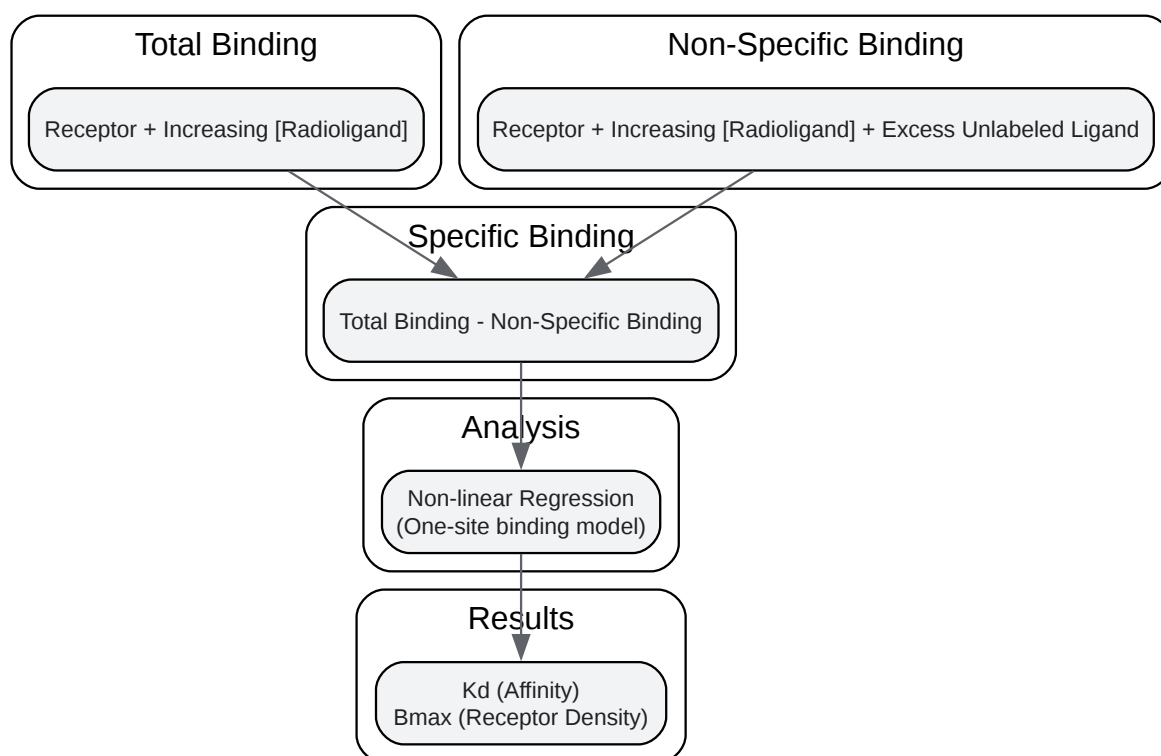 Total Binding
Receptor + Increasing [Radioligand]
Non-Specific Binding
Receptor + Increasing [Radioligand] + Excess Unlabeled Ligand
Specific Binding
Total Binding - Non-Specific Binding
Analysis
Non-linear Regression
(One-site binding model)
Results
Kd (Affinity)
Bmax (Receptor Density)